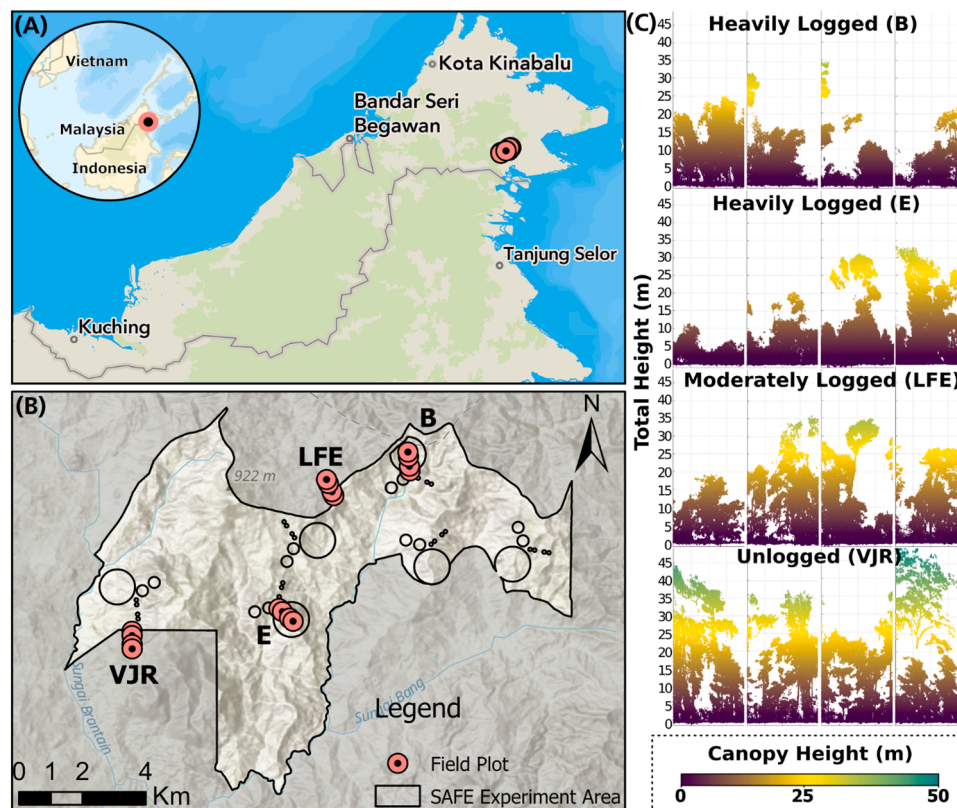 (A)
Vietnam
Malaysia
Indonesia
Kota Kinabalu
Bandar Seri
Begawan
Tanjung Selor
Kuching
(B)
N
B
LFE
922 m
E
VJR
Sungai Brantain
Sungai Bang
Legend
Field Plot
SAFE Experiment Area
0 1 2 4
Km
(C)
Total Height (m)
Heavily Logged (B)
45
40
35
30
25
20
15
10
5
0
Heavily Logged (E)
45
40
35
30
25
20
15
10
5
0
Moderately Logged (LFE)
45
40
35
30
25
20
15
10
5
0
Unlogged (VJR)
45
40
35
30
25
20
15
10
5
0
Canopy Height (m)
0 25 50